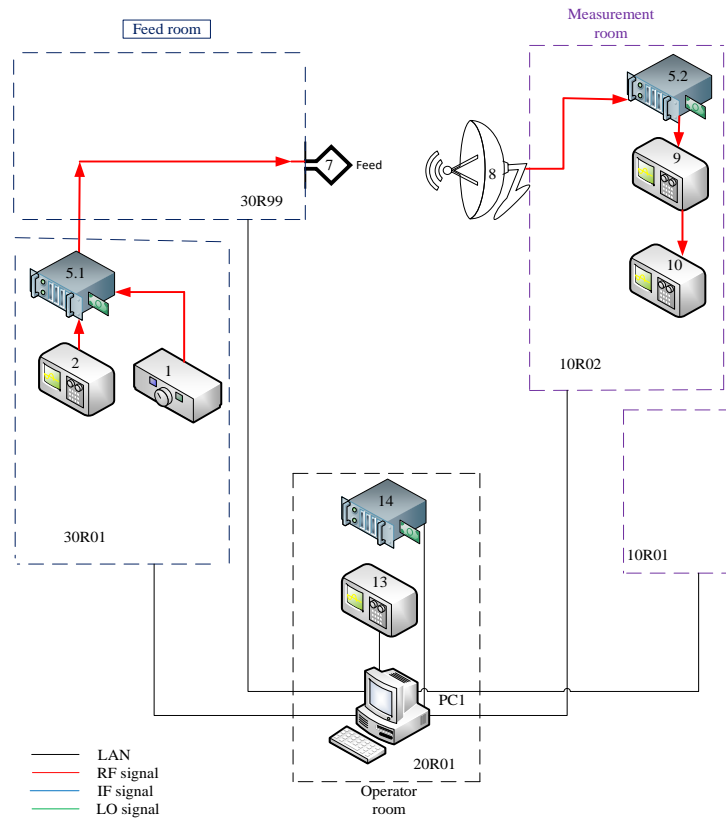 Feed room
Measurement
room
5.2
9
7
Feed
8
30R99
5.1
10
2
1
10R02
14
30R01
10R01
13
PC1
20R01
LAN
RF signal
IF signal
LO signal
Operator
room